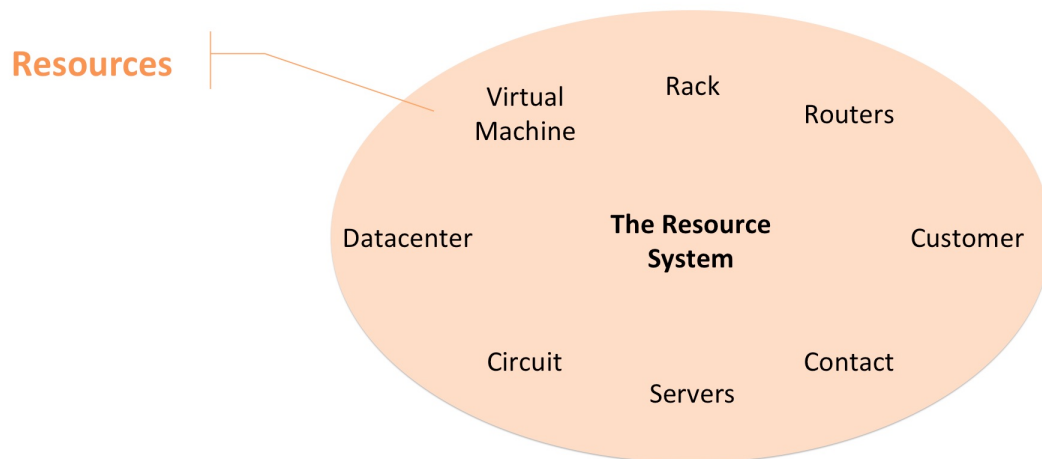 Resources
Virtual
Machine
Rack
Routers
Datacenter
The Resource
System
Customer
Circuit
Servers
Contact